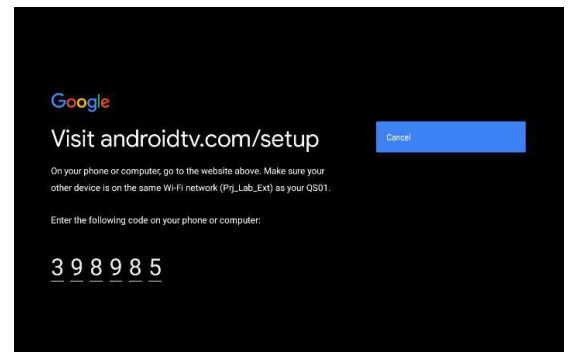 Google
Visit androidtv.com/setup
Cancel
On your phone or computer, go to the website above. Make sure your
other device is on the same Wi-Fi network (Prj_Lab_Ext) as your QS01.
Enter the following code on your phone or computer:
398985